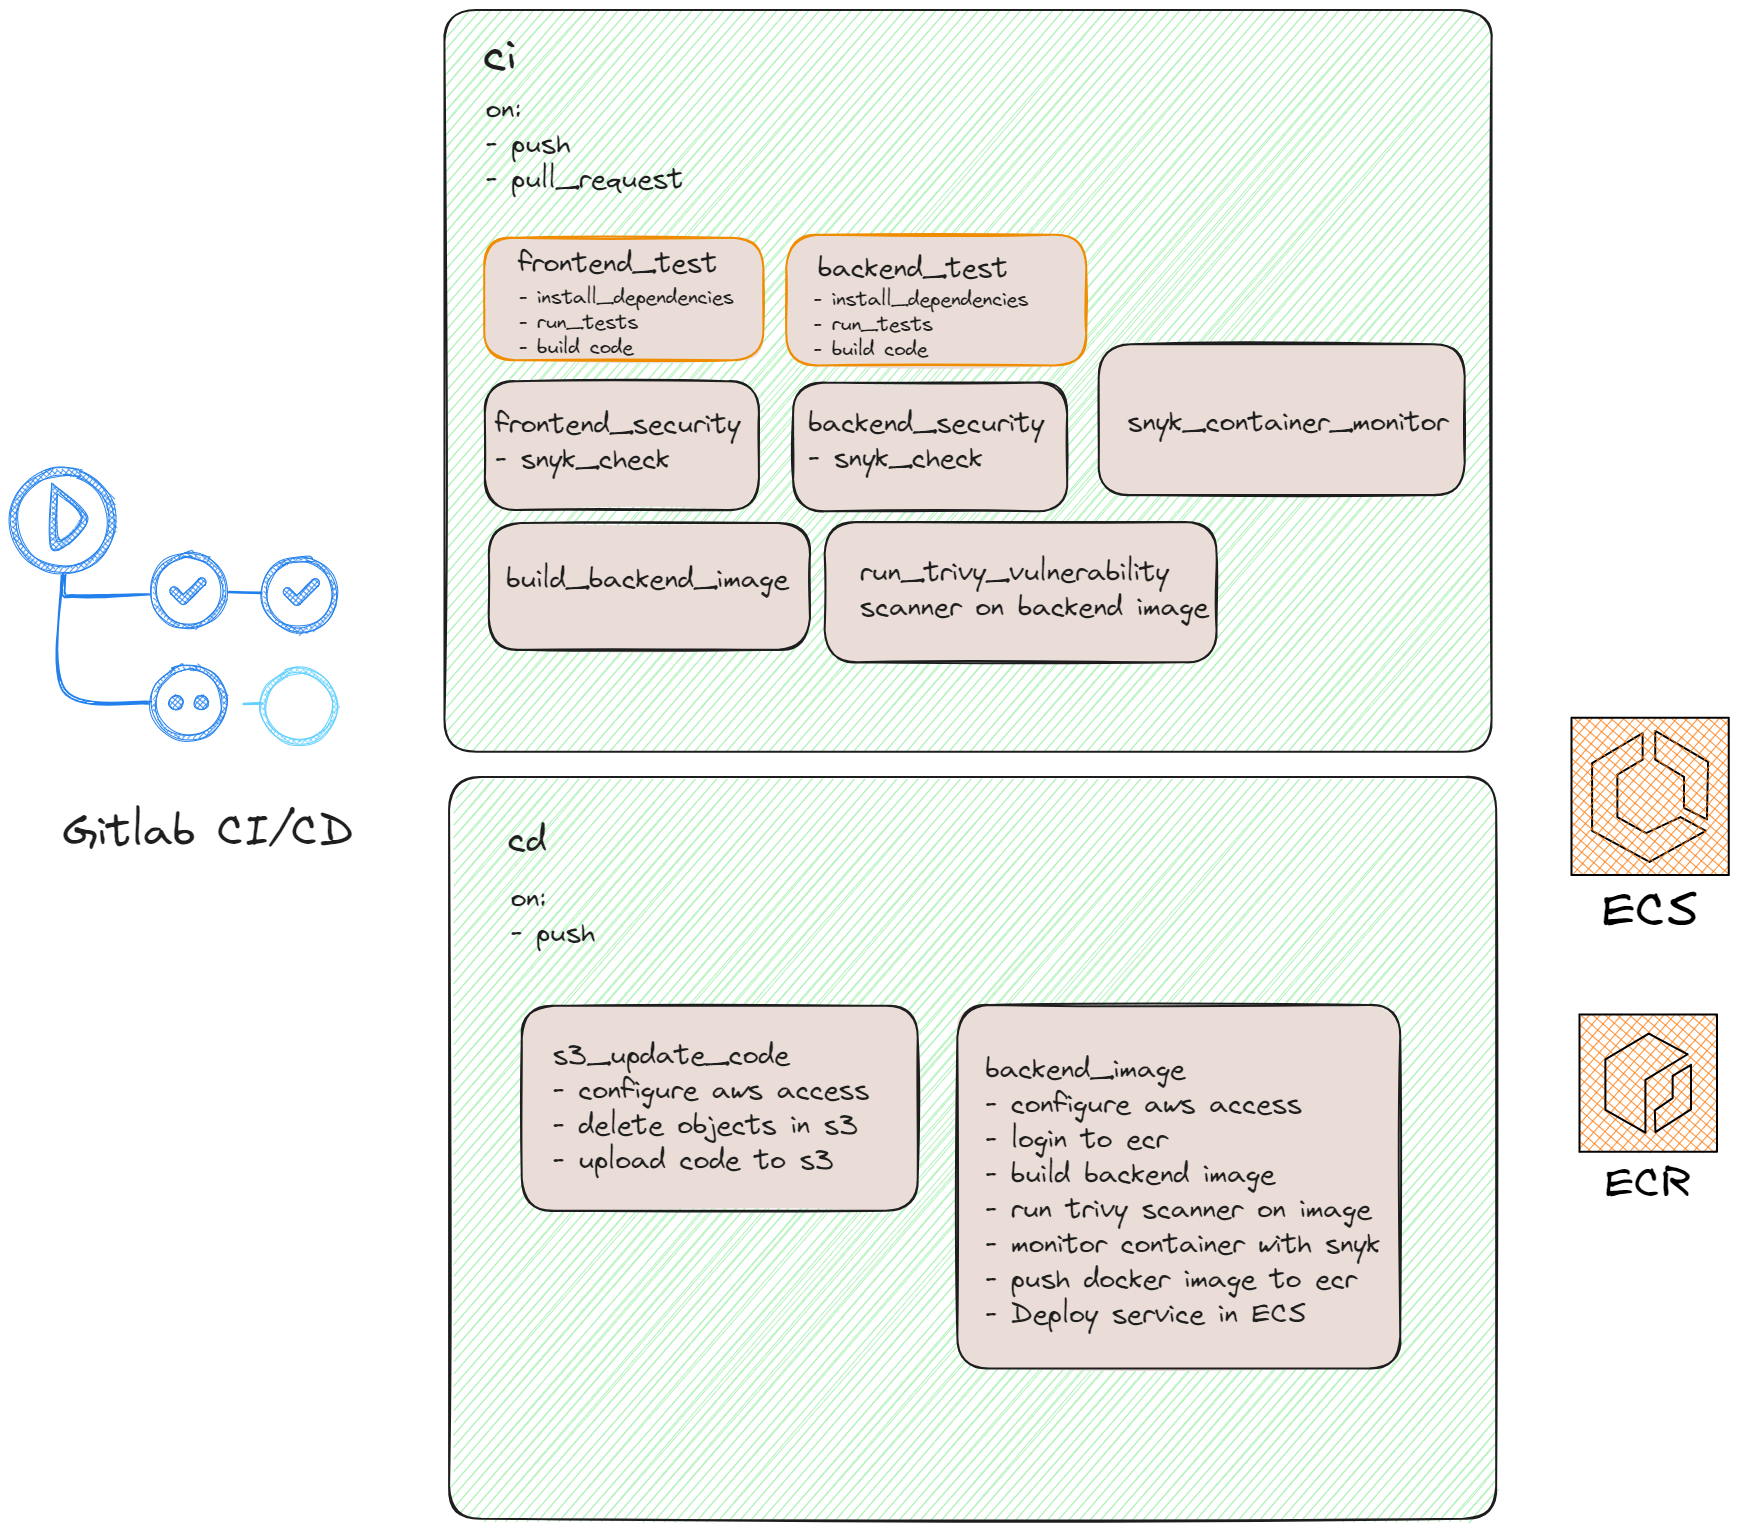 ci
on:
- push
- pull_request
frontend_test
- install_dependencies
- run_tests
- build code
backend_test
- install_dependencies
- run_tests
- build code
frontend_security
- snyk_check
backend_security
- snyk_check
snyk_container_monitor
build_backend_image
run_trivy_vulnerability
scanner on backend image
Gitlab CI/CD
cd
on:
- push
s3_update_code
- configure aws access
- delete objects in s3
- upload code to s3
backend_image
- configure aws access
- login to ecr
- build backend image
- run trivy scanner on image
- monitor container with snyk
- push docker image to ecr
- Deploy service in ECS
ECS
ECR